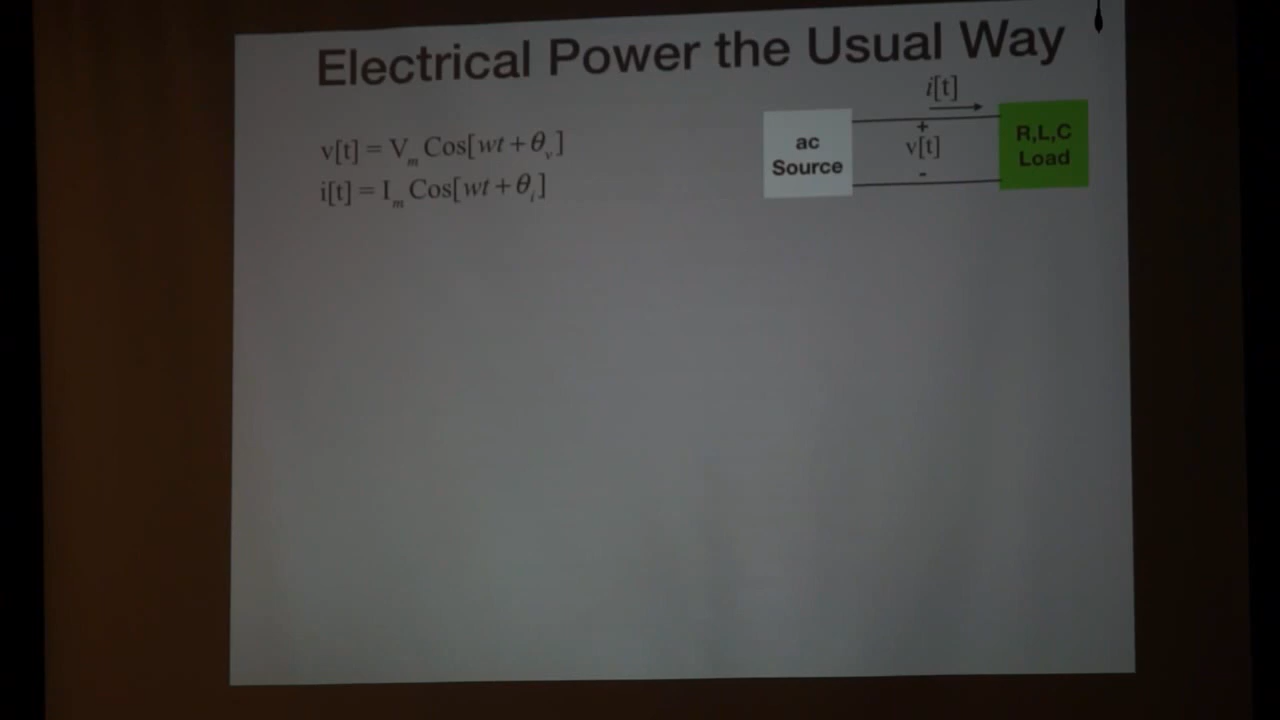 Electrical Power the Usual Way
v[t] = Vm Cos[wt + θv]
i[t] = Im Cos[wt + θi]
i[t]
ac
Source
+
v[t]
-
R,L,C
Load